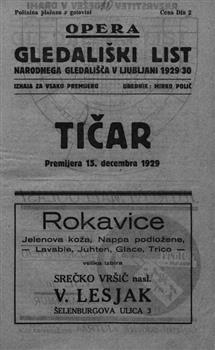 Poštnina plačana v gotovini Cena Din 2
OPERA
GLEDALIŠKI LIST
NARODNEGA GLEDALIŠČA V LJUBLJANI 1929-30
IZHAJA ZA VSAKO PREMIJERO UREDNIK: MIRKO POLIČ
TIČAR
Premijera 15. decembra 1929
Rokavice
Jelenova koža, Nappa podložene,
— Lavable, Juhten, Glace, Trico —
velika izbira
SREČKO VRŠIČ nasl.
V. LESJAK
ŠELENBURGOVA ULICA 3